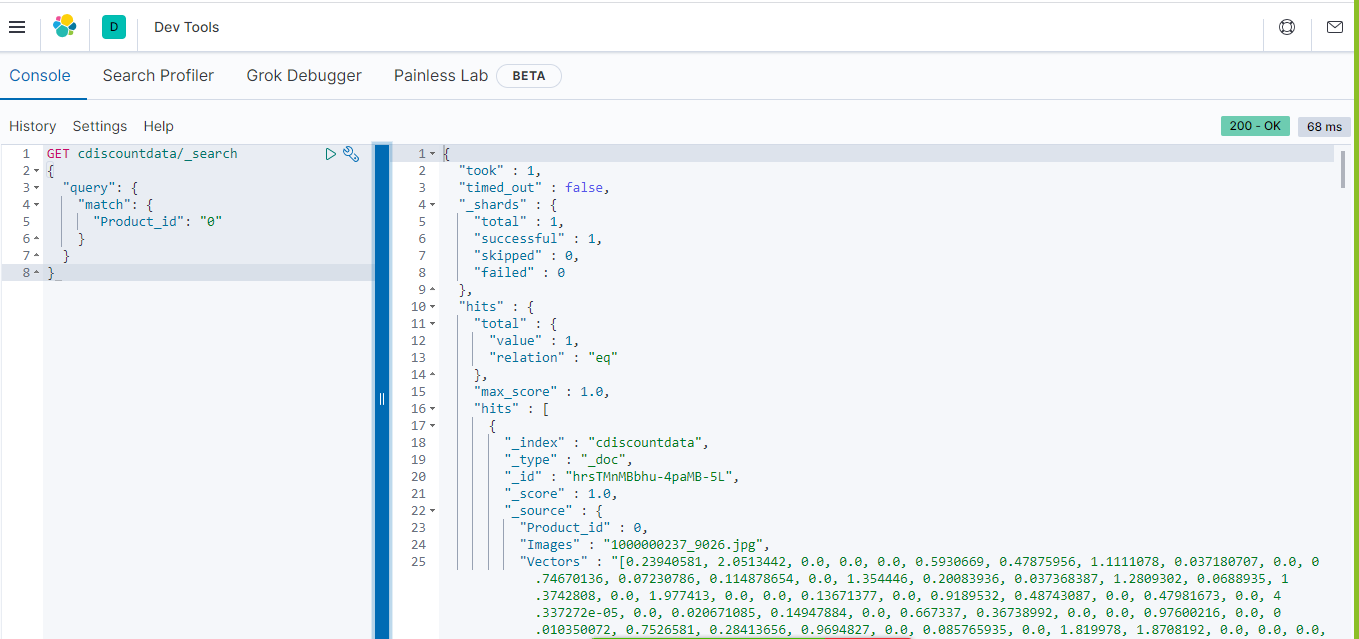 D Dev Tools
Console Search Profiler Grok Debugger Painless Lab BETA
History Settings Help 200 - OK 68 ms
1 GET cdiscountdata/_search
2 {
3 "query": {
4 "match": {
5 "Product_id": "0"
6 }
7 }
8 }
1 {
2 "took" : 1,
3 "timed_out" : false,
4 "_shards" : {
5 "total" : 1,
6 "successful" : 1,
7 "skipped" : 0,
8 "failed" : 0
9 },
10 "hits" : {
11 "total" : {
12 "value" : 1,
13 "relation" : "eq"
14 },
15 "max_score" : 1.0,
16 "hits" : [
17 {
18 "_index" : "cdiscountdata",
19 "_type" : "_doc",
20 "_id" : "hrsTMnMBbhu-4paMB-5L",
21 "_score" : 1.0,
22 "_source" : {
23 "Product_id" : 0,
24 "Images" : "1000000237_9026.jpg",
25 "Vectors" : "[0.23940581, 2.0513442, 0.0, 0.0, 0.0, 0.5930669, 0.47875956, 1.1111078, 0.037180707, 0.0, 0
.74670136, 0.07230786, 0.114878654, 0.0, 1.354446, 0.20083936, 0.037368387, 1.2809302, 0.0688935, 1
.3742808, 0.0, 1.977413, 0.0, 0.0, 0.13671377, 0.0, 0.9189532, 0.48743087, 0.0, 0.47981673, 0.0, 4
.337272e-05, 0.0, 0.020671085, 0.14947884, 0.0, 0.667337, 0.36738992, 0.0, 0.0, 0.97600216, 0.0, 0
.010350072, 0.7526581, 0.28413656, 0.9694827, 0.0, 0.085765935, 0.0, 1.819978, 1.8708192, 0.0, 0.0, 0.0,